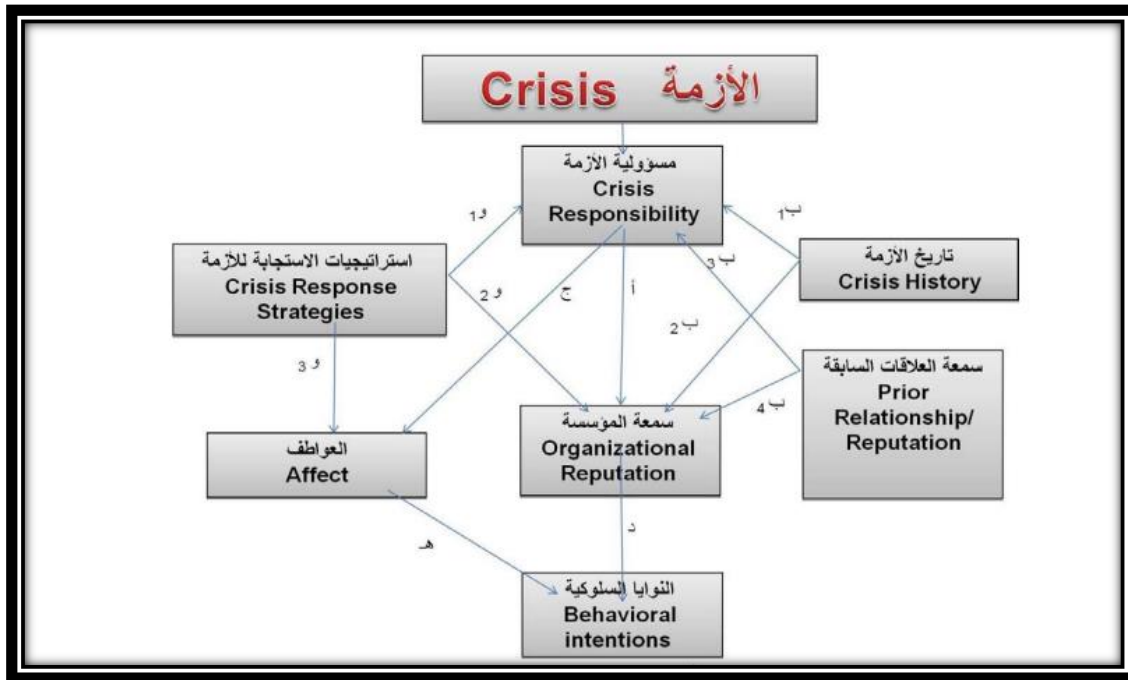 Crisis الأزمة
مسؤولية الأزمة
Crisis
Responsibility
و1
ب1
استراتيجيات الاستجابة للأزمة
Crisis Response
Strategies
تاريخ الأزمة
Crisis History
و2
ج
أ
ب3
ب2
و3
سمعة العلاقات السابقة
Prior
Relationship/
Reputation
ب4
العواطف
Affect
سمعة المؤسسة
Organizational
Reputation
هـ
د
النوايا السلوكية
Behavioral
intentions